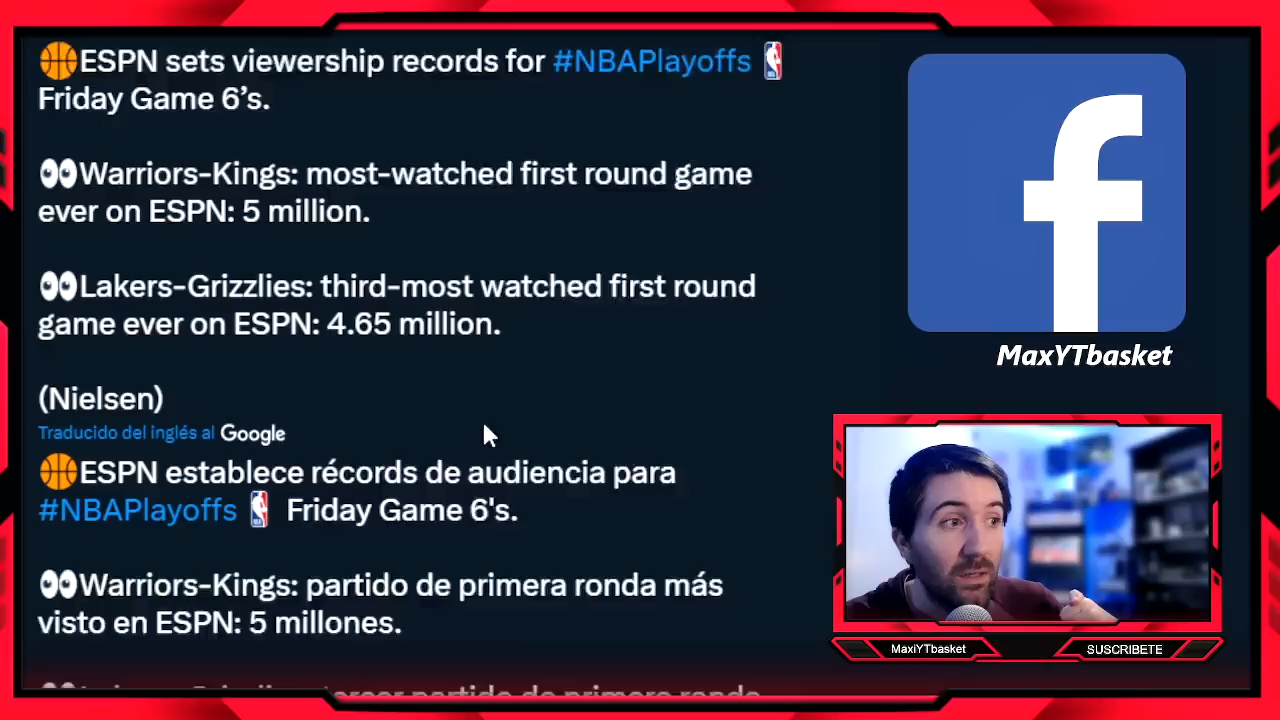 🏀ESPN sets viewership records for #NBAPlayoffs
Friday Game 6’s.
👀Warriors-Kings: most-watched first round game
ever on ESPN: 5 million.
👀Lakers-Grizzlies: third-most watched first round
game ever on ESPN: 4.65 million.
(Nielsen)
Traducido del inglés al Google
🏀ESPN establece récords de audiencia para
#NBAPlayoffs Friday Game 6's.
👀Warriors-Kings: partido de primera ronda más
visto en ESPN: 5 millones.
MaxYTbasket
MaxiYTbasket
SUSCRIBETE